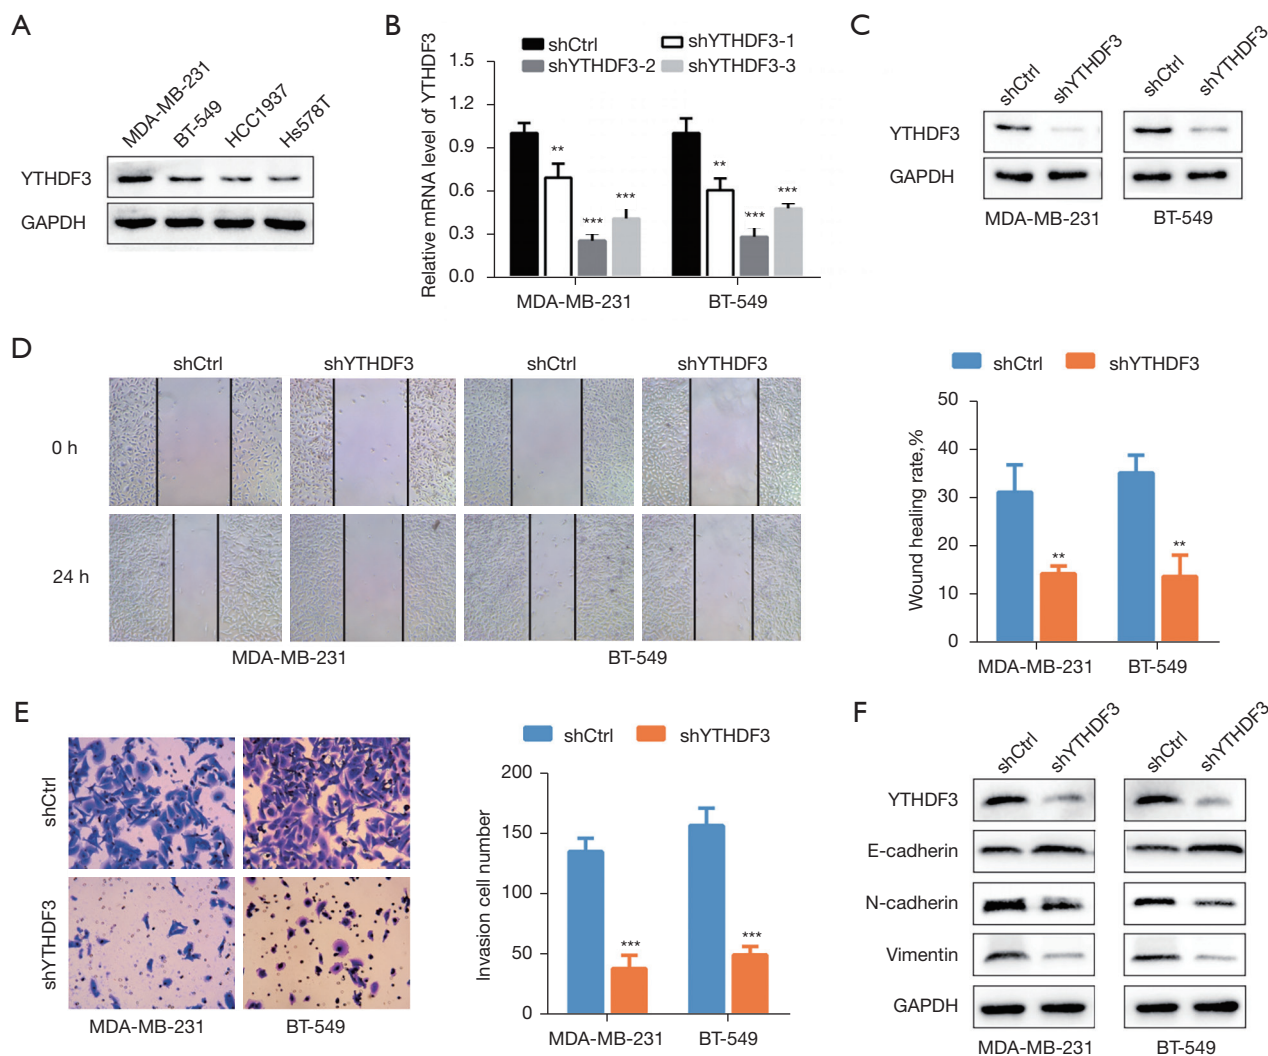 A
MDA-MB-231
BT-549
HCC1937
Hs578T
YTHDF3
GAPDH
B
shCtrl
shYTHDF3-1
shYTHDF3-2
shYTHDF3-3
Relative mRNA level of YTHDF3
1.5
1.2
0.9
0.6
0.3
0.0
**
***
***
**
***
***
MDA-MB-231
BT-549
C
shCtrl
shYTHDF3
shCtrl
shYTHDF3
YTHDF3
GAPDH
MDA-MB-231
BT-549
D
shCtrl
shYTHDF3
shCtrl
shYTHDF3
0 h
24 h
MDA-MB-231
BT-549
shCtrl
shYTHDF3
Wound healing rate,%
50
40
30
20
10
0
**
**
MDA-MB-231
BT-549
E
shCtrl
shYTHDF3
MDA-MB-231
BT-549
shCtrl
shYTHDF3
Invasion cell number
200
150
100
50
0
***
***
MDA-MB-231
BT-549
F
shCtrl
shYTHDF3
shCtrl
shYTHDF3
YTHDF3
E-cadherin
N-cadherin
Vimentin
GAPDH
MDA-MB-231
BT-549